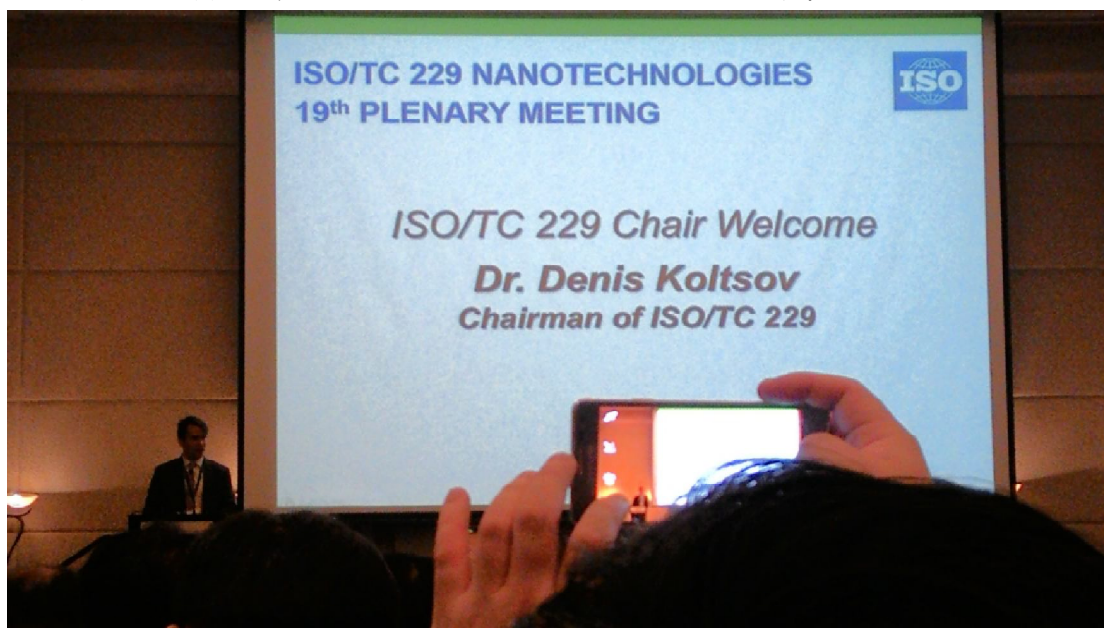 ISO/TC 229 NANOTECHNOLOGIES
19th PLENARY MEETING
ISO
ISO/TC 229 Chair Welcome
Dr. Denis Koltsov
Chairman of ISO/TC 229